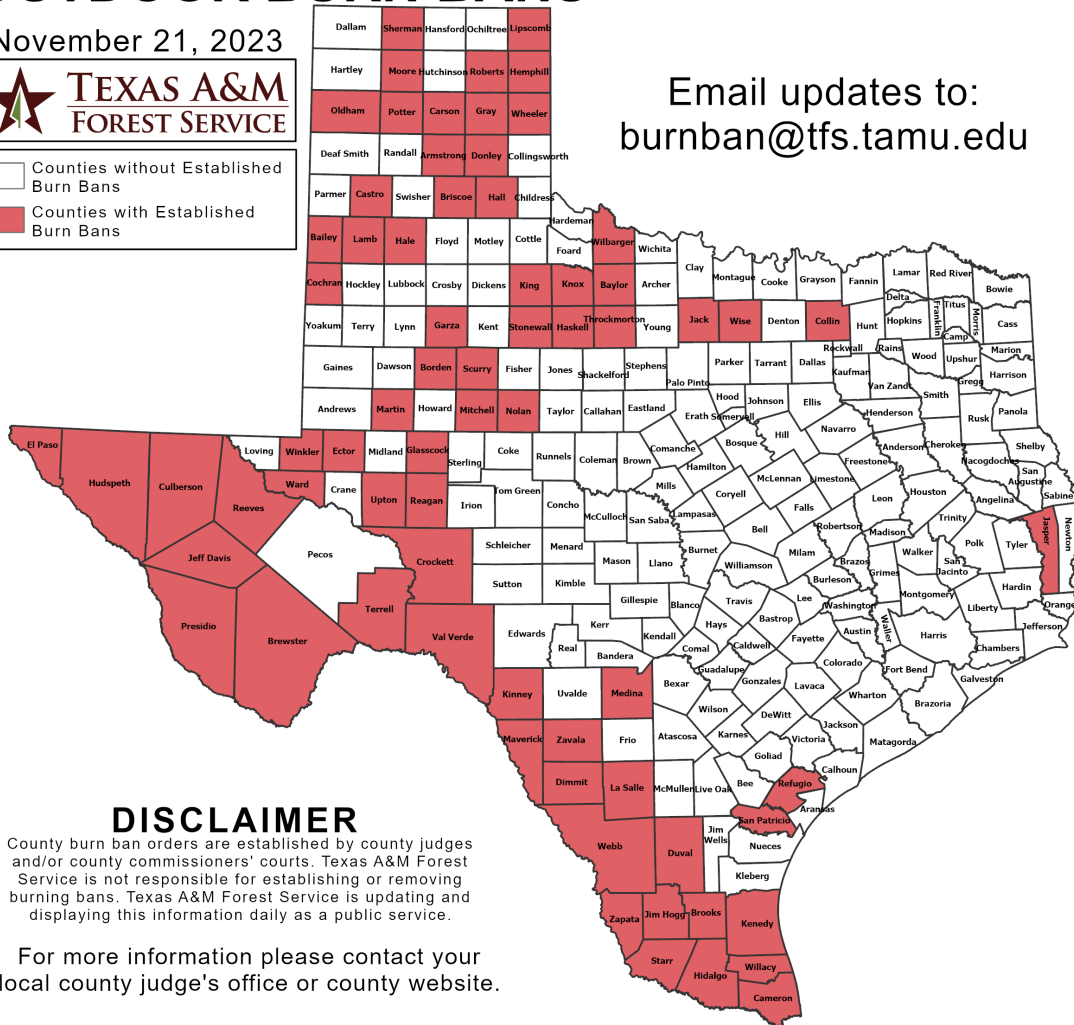 November 21, 2023
TEXAS A&M
FOREST SERVICE
Counties without Established
Burn Bans
Counties with Established
Burn Bans
Email updates to:
burnban@tfs.tamu.edu
Dallam Sherman Hansford Ochiltree Lipscomb
Hartley Moore Hutchinson Roberts Hemphill
Oldham Potter Carson Gray Wheeler
Deaf Smith Randall Armstrong Donley Collingsworth
Parmer Castro Swisher Briscoe Hall Childress
Hardeman
Bailey Lamb Hale Floyd Motley Cottle Foard Wilbarger Wichita
Clay Montague Cooke Grayson Fannin Lamar Red River Bowie
Cochran Hockley Lubbock Crosby Dickens King Knox Baylor Archer
Delta Franklin Titus Morris Cass
Yoakum Terry Lynn Garza Kent Stonewall Haskell Throckmorton Young Jack Wise Denton Collin Hunt Hopkins Camp
Rockwall Rains Wood Upshur Marion
Gaines Dawson Borden Scurry Fisher Jones Shackelford Stephens Palo Pinto Parker Tarrant Dallas Kaufman Van Zandt Smith Gregg Harrison
Andrews Martin Howard Mitchell Nolan Taylor Callahan Eastland Erath Hood Somervell Johnson Ellis Henderson Rusk Panola
El Paso Hudspeth Culberson Reeves Loving Winkler Ector Midland Glasscock Sterling Coke Runnels Coleman Brown Comanche Hamilton Bosque Hill Navarro Freestone Anderson Cherokee Nacogdoches Shelby
San
Augustine
Sabine
Ward Crane Upton Reagan Irion Tom Green Concho McCulloch San Saba Mills Lampasas Coryell McLennan Limestone Falls Leon Houston Angelina
Trinity Polk Tyler Jasper Newton
Jeff Davis Pecos Crockett Schleicher Menard Mason Llano Burnet Bell Williamson Milam Robertson Brazos Madison Grimes Walker
San
Jacinto
Hardin Orange
Presidio Brewster Terrell Val Verde Sutton Kimble Gillespie Blanco Travis Lee Burleson Washington Montgomery Liberty Jefferson
Edwards Real Kerr Bandera Kendall Comal Hays Caldwell Bastrop Fayette Austin Waller Harris Chambers
Kinney Uvalde Medina Bexar Guadalupe Gonzales Lavaca Colorado Wharton Fort Bend Galveston Brazoria
Maverick Zavala Frio Atascosa Wilson Karnes DeWitt Victoria Jackson Matagorda
Dimmit La Salle McMullen Live Oak Bee Goliad Refugio Calhoun Aransas
San Patricio
Webb Duval
Jim
Wells
Nueces
Kleberg
Zapata Jim Hogg Brooks Kenedy
Starr Hidalgo Willacy
Cameron
DISCLAIMER
County burn ban orders are established by county judges
and/or county commissioners' courts. Texas A&M Forest
Service is not responsible for establishing or removing
burning bans. Texas A&M Forest Service is updating and
displaying this information daily as a public service.
For more information please contact your
local county judge's office or county website.